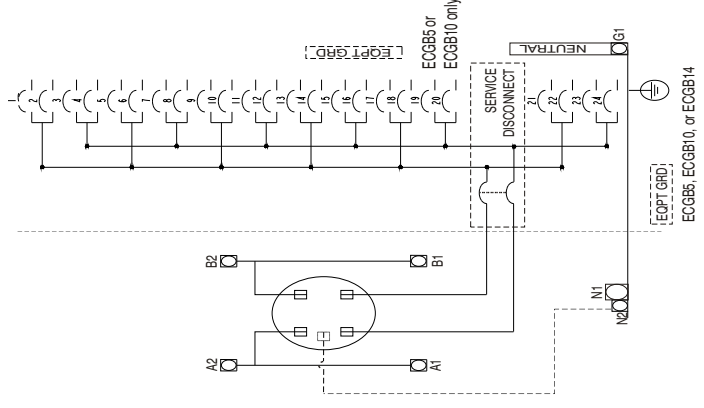 1
2
3
4
5
6
7
8
9
10
11
12
13
14
15
16
17
18
19
20
EQPT GRD
ECGB5 or
ECGB10 only
SERVICE
DISCONNECT
21
22
23
24
NEUTRAL
G1
EQPT GRD
ECGB5, ECGB10, or ECGB14
B2
B1
A2
A1
N1
N2